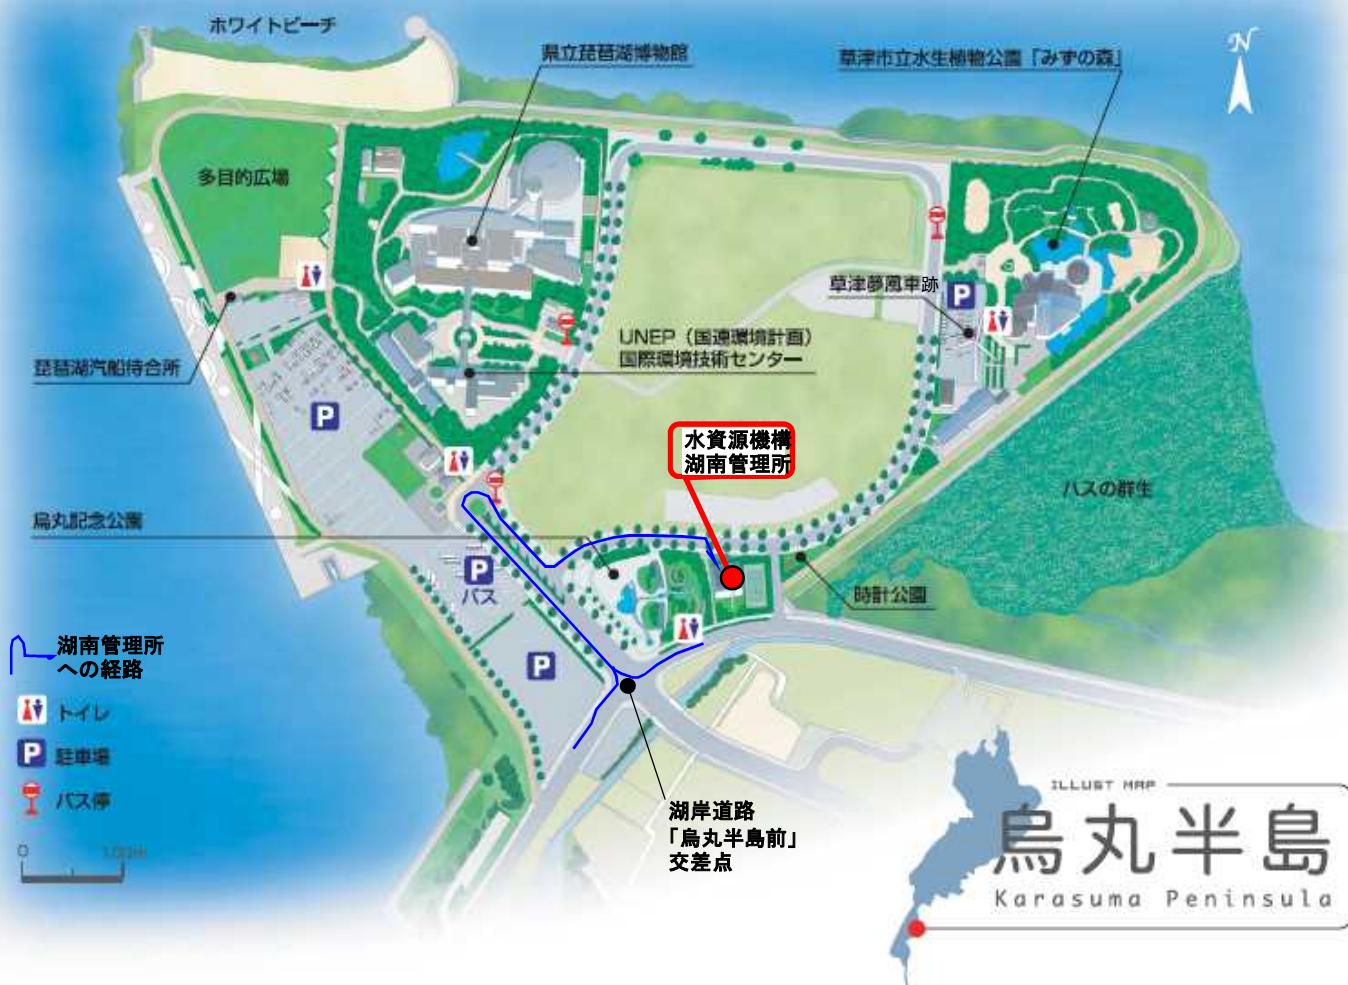 ホワイトビーチ
県立琵琶湖博物館
草津市立水生植物公園「みずの森」
N
多目的広場
草津夢風車跡
P
UNEP（国連環境計画）
国際環境技術センター
琵琶湖汽船待合所
P
水資源機構
湖南管理所
ハスの群生
烏丸記念公園
P
バス
時計公園
湖南管理所
への経路
P
トイレ
P 駐車場
バス停
0 100m
湖岸道路
「烏丸半島前」
交差点
ILLUST MAP
烏丸半島
Karasuma Peninsula